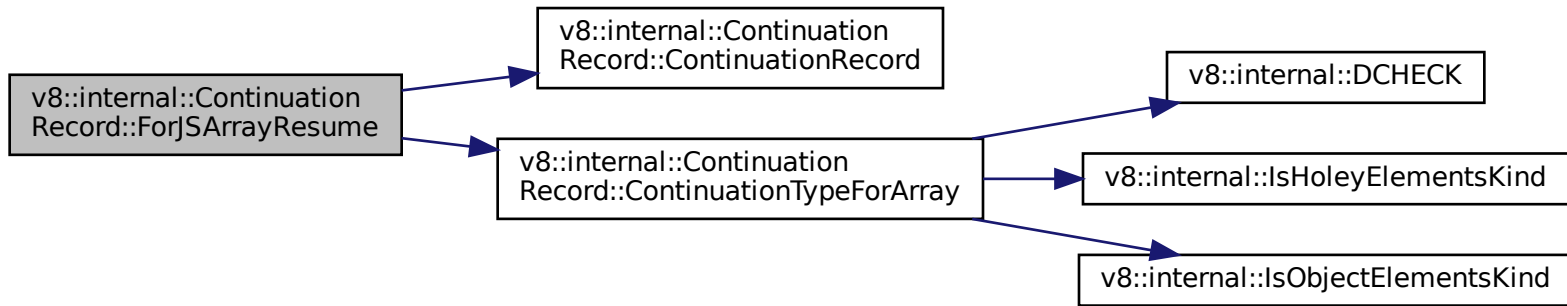 v8::internal::Continuation
Record::ForJSArrayResume
v8::internal::Continuation
Record::ContinuationRecord
v8::internal::Continuation
Record::ContinuationTypeForArray
v8::internal::DCHECK
v8::internal::IsHoleyElementsKind
v8::internal::IsObjectElementsKind